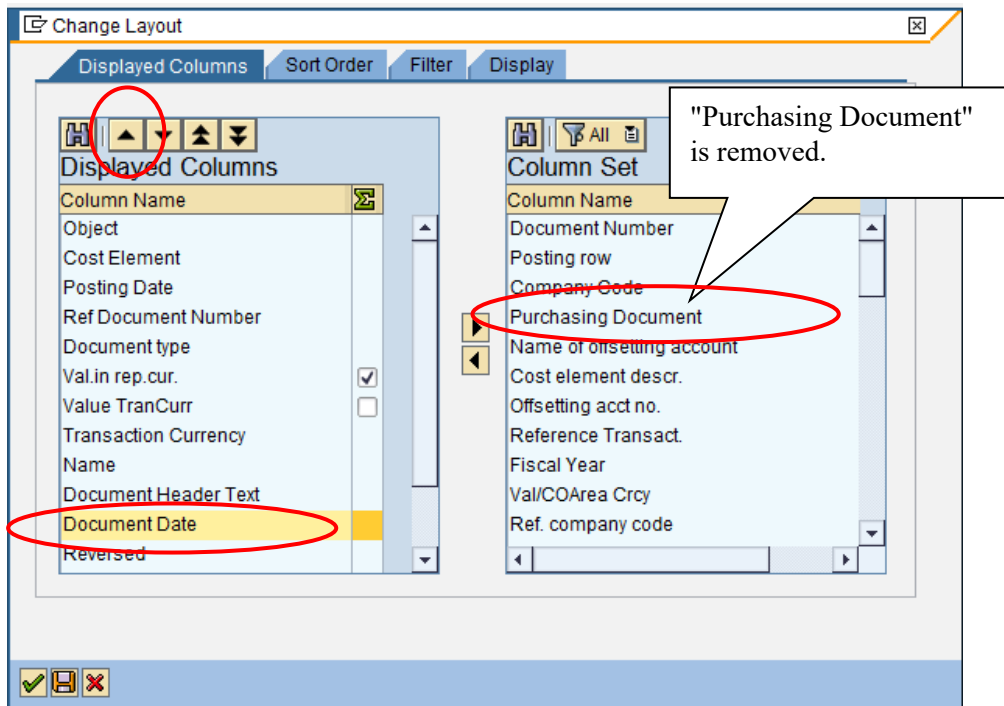 Change Layout
Displayed Columns Sort Order Filter Display
"Purchasing Document"
is removed.
All
Displayed Columns
Column Name
Object
Cost Element
Posting Date
Ref Document Number
Document type
Val.in rep.cur.
Value TranCurr
Transaction Currency
Name
Document Header Text
Document Date
Reversed
Column Set
Column Name
Document Number
Posting row
Company Code
Purchasing Document
Name of offsetting account
Cost element descr.
Offsetting acct no.
Reference Transact.
Fiscal Year
Val/COArea Crcy
Ref. company code